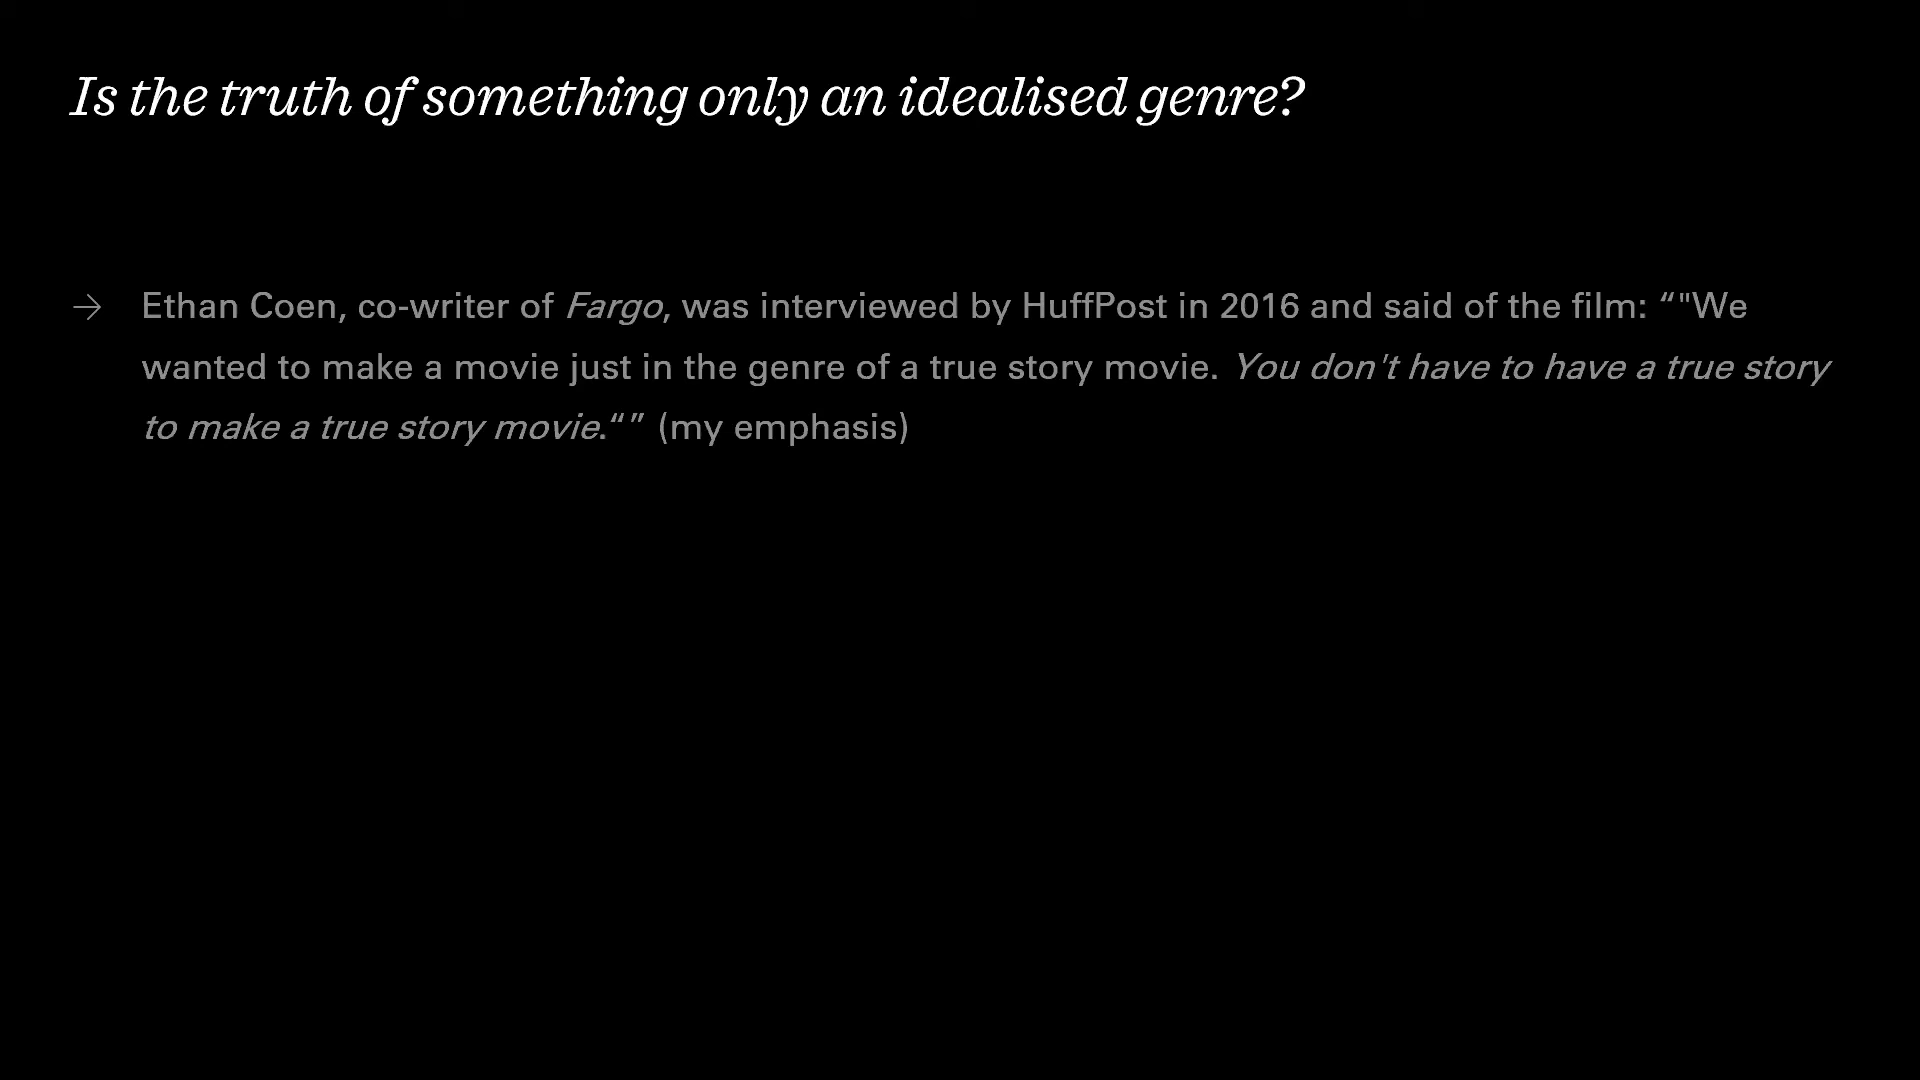 Is the truth of something only an idealised genre?
→ Ethan Coen, co-writer of Fargo, was interviewed by HuffPost in 2016 and said of the film: “"We
wanted to make a movie just in the genre of a true story movie. You don't have to have a true story
to make a true story movie.“” (my emphasis)